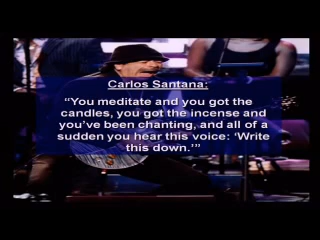 Carlos Santana:
“You meditate and you got the
candles, you got the incense and
you’ve been chanting, and all of a
sudden you hear this voice: ‘Write
this down.’”